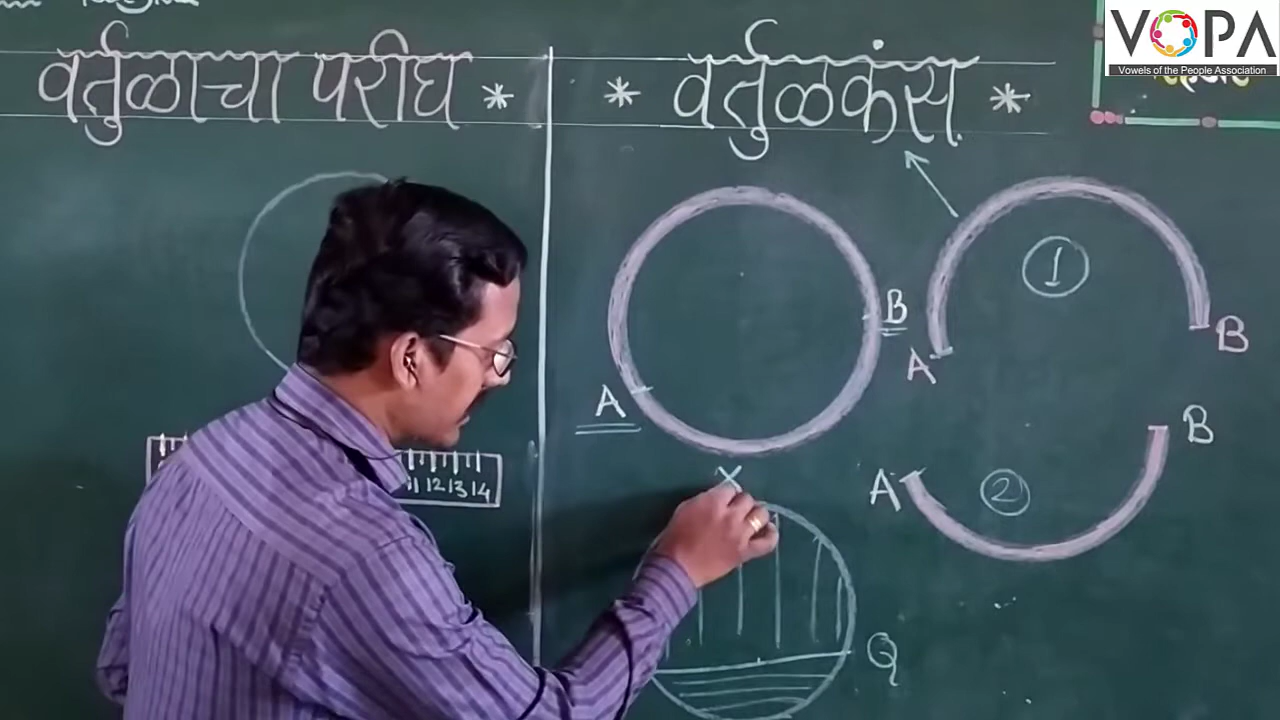 वर्तुळाचा परीघ *
* वर्तुळकंस *
VOPA
Vowels of the People Association
1
B
A
B
A
2
A
B
X
Q
11 12 13 14